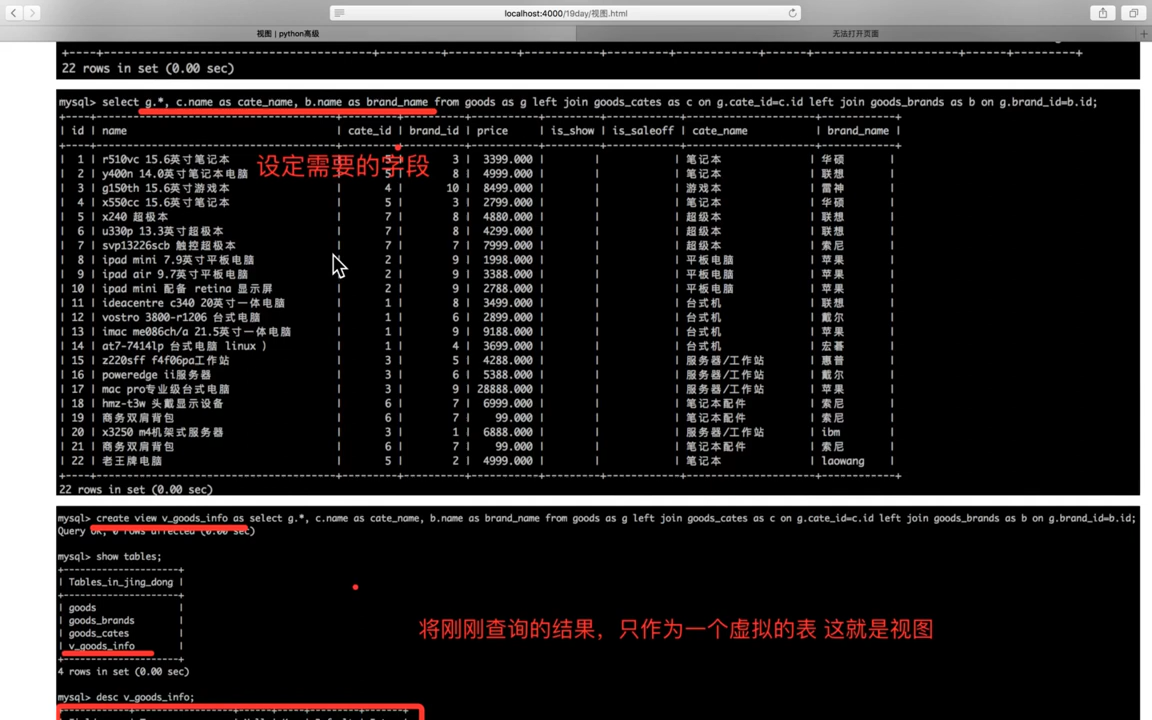 localhost:4000/19day/视图.html
视图 | python高级
无法打开页面
22 rows in set (0.00 sec)
mysql> select g.*, c.name as cate_name, b.name as brand_name from goods as g left join goods_cates as c on g.cate_id=c.id left join goods_brands as b on g.brand_id=b.id;
| id | name | cate_id | brand_id | price | is_show | is_saleoff | cate_name | brand_name |
设定需要的字段
| 1 | r510vc 15.6英寸笔记本 | 5 | 3 | 3399.000 | | | 笔记本 | 华硕 |
| 2 | y400n 14.0英寸笔记本电脑 | 5 | 8 | 4999.000 | | | 笔记本 | 联想 |
| 3 | g150th 15.6英寸游戏本 | 4 | 10 | 8499.000 | | | 游戏本 | 雷神 |
| 4 | x550cc 15.6英寸笔记本 | 5 | 3 | 2799.000 | | | 笔记本 | 华硕 |
| 5 | x240 超极本 | 7 | 8 | 4880.000 | | | 超级本 | 联想 |
| 6 | u330p 13.3英寸超极本 | 7 | 8 | 4299.000 | | | 超级本 | 联想 |
| 7 | svp13226scb 触控超极本 | 7 | 7 | 7999.000 | | | 超级本 | 索尼 |
| 8 | ipad mini 7.9英寸平板电脑 | 2 | 9 | 1998.000 | | | 平板电脑 | 苹果 |
| 9 | ipad air 9.7英寸平板电脑 | 2 | 9 | 3388.000 | | | 平板电脑 | 苹果 |
| 10 | ipad mini 配备 retina 显示屏 | 2 | 9 | 2788.000 | | | 平板电脑 | 苹果 |
| 11 | ideacentre c340 20英寸一体电脑 | 1 | 8 | 3499.000 | | | 台式机 | 联想 |
| 12 | vostro 3800-r1206 台式电脑 | 1 | 6 | 2899.000 | | | 台式机 | 戴尔 |
| 13 | imac me086ch/a 21.5英寸一体电脑 | 1 | 9 | 9188.000 | | | 台式机 | 苹果 |
| 14 | at7-7414lp 台式电脑 linux ) | 1 | 4 | 3699.000 | | | 台式机 | 宏碁 |
| 15 | z220sff f4f06pa工作站 | 3 | 5 | 4288.000 | | | 服务器/工作站 | 惠普 |
| 16 | poweredge ii服务器 | 3 | 6 | 5388.000 | | | 服务器/工作站 | 戴尔 |
| 17 | mac pro专业级台式电脑 | 3 | 9 | 28888.000 | | | 服务器/工作站 | 苹果 |
| 18 | hmz-t3w 头戴显示设备 | 6 | 7 | 6999.000 | | | 笔记本配件 | 索尼 |
| 19 | 商务双肩背包 | 6 | 7 | 99.000 | | | 笔记本配件 | 索尼 |
| 20 | x3250 m4机架式服务器 | 3 | 1 | 6888.000 | | | 服务器/工作站 | ibm |
| 21 | 商务双肩背包 | 6 | 7 | 99.000 | | | 笔记本配件 | 索尼 |
| 22 | 老王牌电脑 | 5 | 2 | 4999.000 | | | 笔记本 | laowang |
22 rows in set (0.00 sec)
mysql> create view v_goods_info as select g.*, c.name as cate_name, b.name as brand_name from goods as g left join goods_cates as c on g.cate_id=c.id left join goods_brands as b on g.brand_id=b.id;
Query OK, 0 rows affected (0.00 sec)
mysql> show tables;
| Tables_in_jing_dong |
| goods |
| goods_brands |
| goods_cates |
将刚刚查询的结果，只作为一个虚拟的表 这就是视图
| v_goods_info |
4 rows in set (0.00 sec)
mysql> desc v_goods_info;